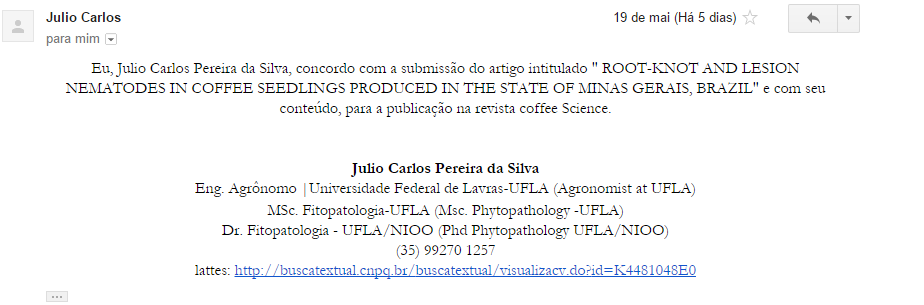 Julio Carlos
19 de mai (Há 5 dias)
para mim
Eu, Julio Carlos Pereira da Silva, concordo com a submissão do artigo intitulado " ROOT-KNOT AND LESION
NEMATODES IN COFFEE SEEDLINGS PRODUCED IN THE STATE OF MINAS GERAIS, BRAZIL" e com seu
conteúdo, para a publicação na revista coffee Science.
Julio Carlos Pereira da Silva
Eng. Agrônomo |Universidade Federal de Lavras-UFLA (Agronomist at UFLA)
MSc. Fitopatologia-UFLA (Msc. Phytopathology -UFLA)
Dr. Fitopatologia - UFLA/NIOO (Phd Phytopathology UFLA/NIOO)
(35) 99270 1257
lattes: http://buscatextual.cnpq.br/buscatextual/visualizacv.do?id=K4481048E0